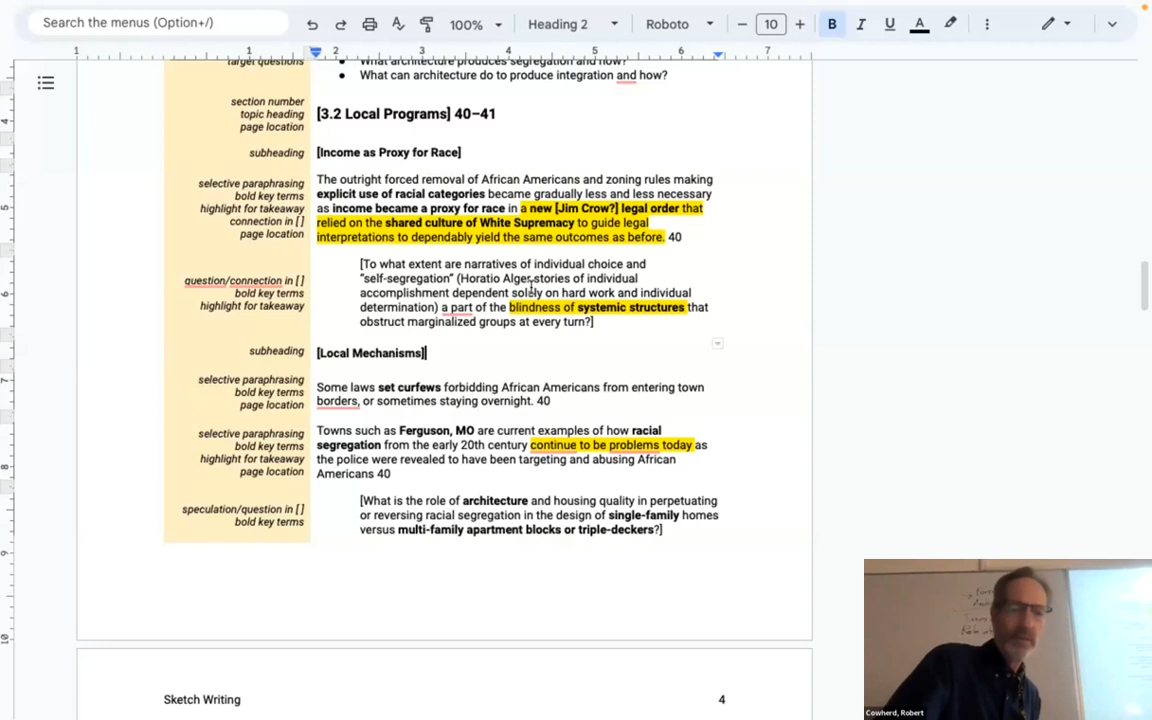 Search the menus (Option+/)
100%
Heading 2
Roboto
10
B
I
U
A
1
1
2
3
4
5
6
7
target questions
What architecture produces segregation and how?
What can architecture do to produce integration and how?
section number
topic heading
page location
[3.2 Local Programs] 40–41
subheading
[Income as Proxy for Race]
selective paraphrasing
bold key terms
highlight for takeaway
connection in [ ]
page location
The outright forced removal of African Americans and zoning rules making
explicit use of racial categories became gradually less and less necessary
as income became a proxy for race in a new [Jim Crow?] legal order that
relied on the shared culture of White Supremacy to guide legal
interpretations to dependably yield the same outcomes as before. 40
question/connection in [ ]
bold key terms
highlight for takeaway
[To what extent are narratives of individual choice and
“self-segregation” (Horatio Alger stories of individual
accomplishment dependent solely on hard work and individual
determination) a part of the blindness of systemic structures that
obstruct marginalized groups at every turn?]
subheading
[Local Mechanisms]
selective paraphrasing
bold key terms
page location
Some laws set curfews forbidding African Americans from entering town
borders, or sometimes staying overnight. 40
selective paraphrasing
bold key terms
highlight for takeaway
page location
Towns such as Ferguson, MO are current examples of how racial
segregation from the early 20th century continue to be problems today as
the police were revealed to have been targeting and abusing African
Americans 40
speculation/question in [ ]
bold key terms
[What is the role of architecture and housing quality in perpetuating
or reversing racial segregation in the design of single-family homes
versus multi-family apartment blocks or triple-deckers?]
4
6
7
8
9
10
Sketch Writing
4
Cowherd, Robert